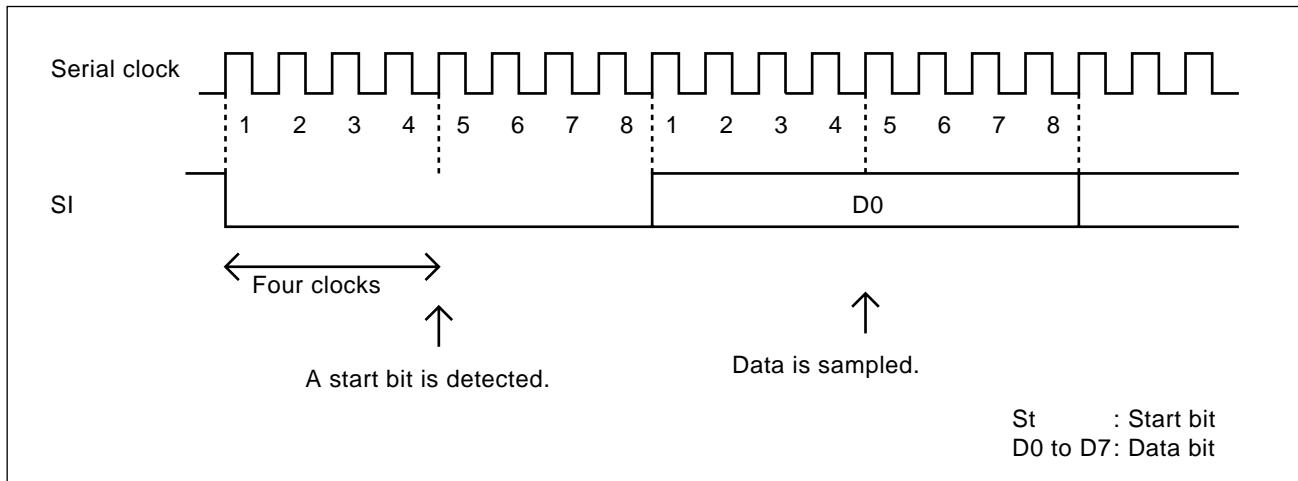 Serial clock
1 2 3 4 5 6 7 8 1 2 3 4 5 6 7 8
SI
D0
Four clocks
A start bit is detected.
Data is sampled.
St : Start bit
D0 to D7: Data bit